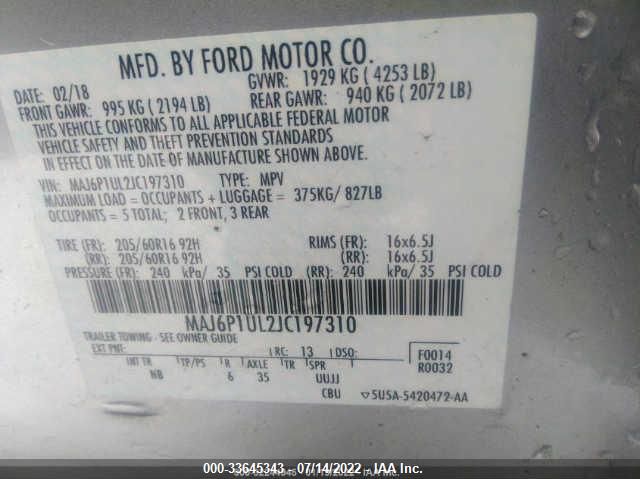 MFD. BY FORD MOTOR CO.
DATE: 02/18 GVWR: 1929 KG ( 4253 LB)
FRONT GAWR: 995 KG ( 2194 LB) REAR GAWR: 940 KG ( 2072 LB)
THIS VEHICLE CONFORMS TO ALL APPLICABLE FEDERAL MOTOR
VEHICLE SAFETY AND THEFT PREVENTION STANDARDS
IN EFFECT ON THE DATE OF MANUFACTURE SHOWN ABOVE.
VIN: MAJ6P1UL2JC197310 TYPE: MPV
MAXIMUM LOAD = OCCUPANTS + LUGGAGE = 375KG/ 827LB
OCCUPANTS = 5 TOTAL; 2 FRONT, 3 REAR
TIRE (FR): 205/60R16 92H RIMS (FR): 16x6.5J
(RR): 205/60R16 92H (RR): 16x6.5J
PRESSURE (FR): 240 kPa/ 35 PSI COLD (RR): 240 kPa/ 35 PSI COLD
MAJ6P1UL2JC197310
TRAILER TOWING - SEE OWNER GUIDE
EXT PNT: RC: 13 DSO: F0014
INT TR TP/PS R AXLE TR SPR R0032
NB 6 35 UUJJ
CBU ▽5U5A-5420472-AA
000-33645343 - 07/14/2022 - IAA Inc.